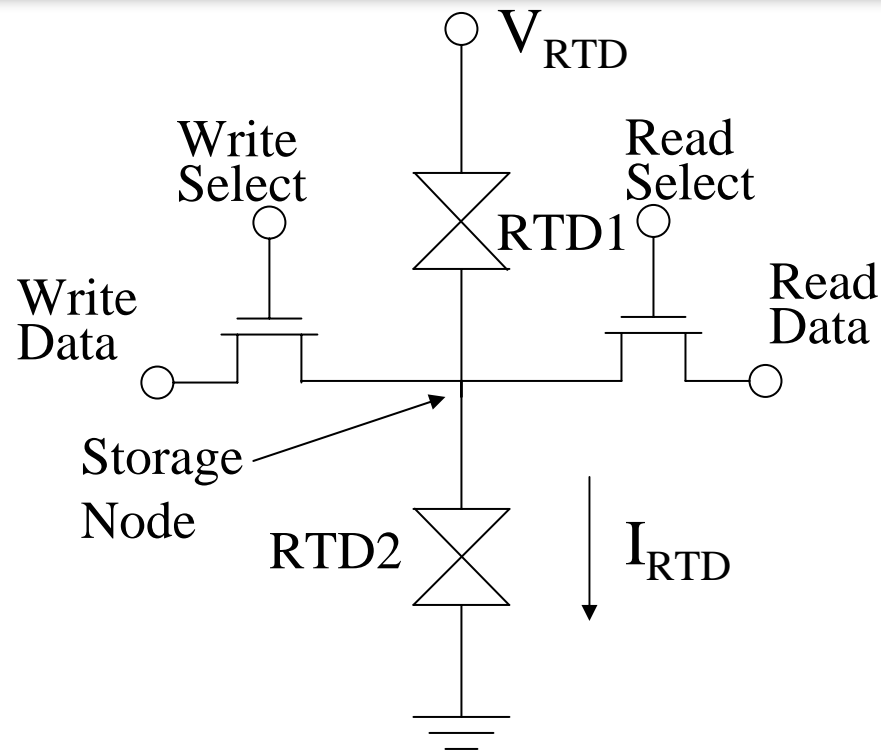 V_RTD
Write
Select
Read
Select
RTD1
Write
Data
Read
Data
Storage
Node
RTD2
I_RTD